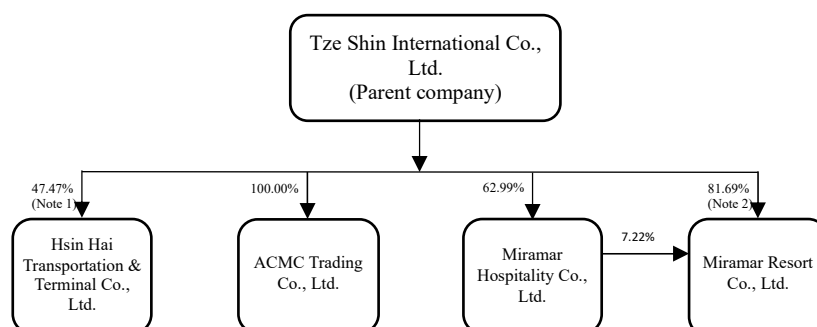 Tze Shin International Co.,
Ltd.
(Parent company)
47.47%
(Note 1)
100.00%
62.99%
81.69%
(Note 2)
Hsin Hai
Transportation &
Terminal Co.,
Ltd.
ACMC Trading
Co., Ltd.
Miramar
Hospitality Co.,
Ltd.
7.22%
Miramar Resort
Co., Ltd.